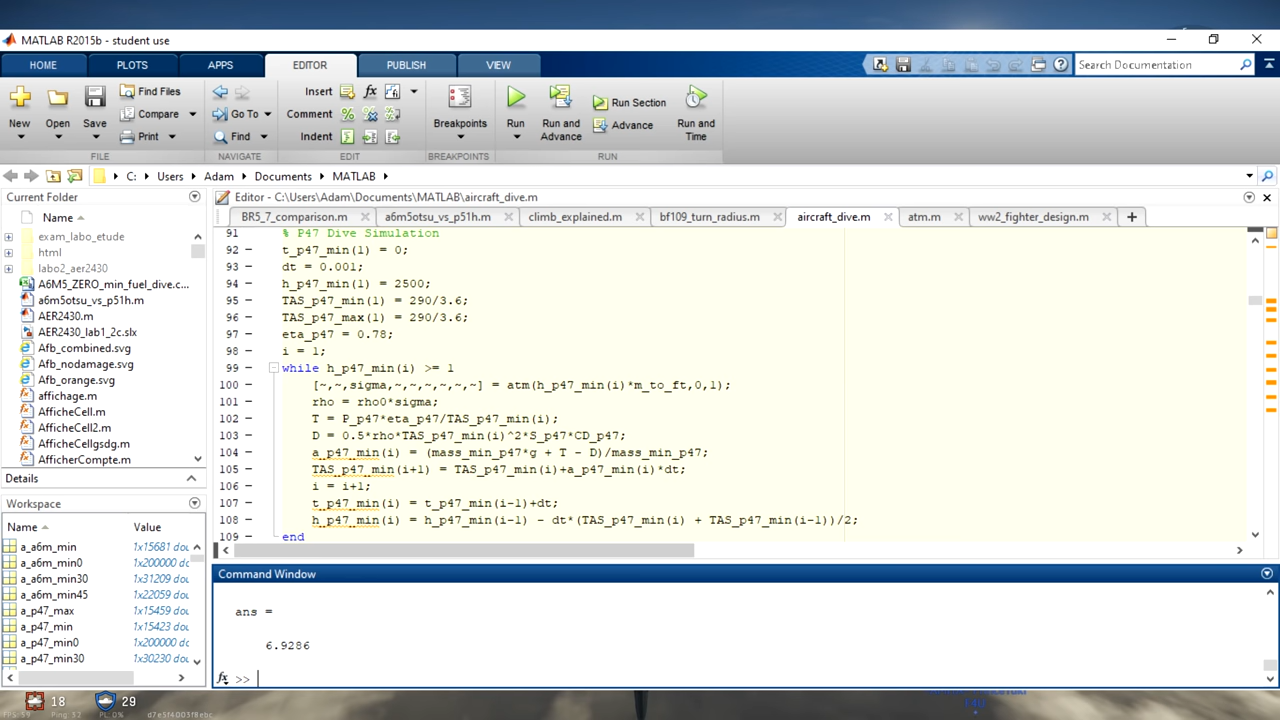 MATLAB R2015b - student use
HOME PLOTS APPS EDITOR PUBLISH VIEW
Search Documentation
New Open Save Find Files Compare Print
FILE
Go To Find
NAVIGATE
Insert fx
Comment %
Indent
EDIT
Breakpoints
BREAKPOINTS
Run Run and Advance Run Section Advance Run and Time
RUN
C: Users Adam Documents MATLAB
Current Folder
Name
exam_labo_etude
html
labo2_aer2430
A6M5_ZERO_min_fuel_dive.c...
a6m5otsu_vs_p51h.m
AER2430.m
AER2430_lab1_2c.slx
Afb_combined.svg
Afb_nodamage.svg
Afb_orange.svg
affichage.m
AfficheCell.m
AfficheCell2.m
AfficheCellgsdg.m
AfficherCompte.m
Details
Workspace
Name Value
a_a6m_min 1x15681 dou
a_a6m_min0 1x200000 dc
a_a6m_min30 1x31209 dou
a_a6m_min45 1x22059 dou
a_p47_max 1x15459 dou
a_p47_min 1x15423 dou
a_p47_min0 1x200000 dc
a_p47_min30 1x30230 dou
Editor - C:\Users\Adam\Documents\MATLAB\aircraft_dive.m
BR5_7_comparison.m a6m5otsu_vs_p51h.m climb_explained.m bf109_turn_radius.m aircraft_dive.m atm.m ww2_fighter_design.m
91 % P47 Dive Simulation
92 – t_p47_min(1) = 0;
93 – dt = 0.001;
94 – h_p47_min(1) = 2500;
95 – TAS_p47_min(1) = 290/3.6;
96 – TAS_p47_max(1) = 290/3.6;
97 – eta_p47 = 0.78;
98 – i = 1;
99 – while h_p47_min(i) >= 1
100 – [~,~,sigma,~,~,~,~,~,~] = atm(h_p47_min(i)*m_to_ft,0,1);
101 – rho = rho0*sigma;
102 – T = P_p47*eta_p47/TAS_p47_min(i);
103 – D = 0.5*rho*TAS_p47_min(i)^2*S_p47*CD_p47;
104 – a_p47_min(i) = (mass_min_p47*g + T - D)/mass_min_p47;
105 – TAS_p47_min(i+1) = TAS_p47_min(i)+a_p47_min(i)*dt;
106 – i = i+1;
107 – t_p47_min(i) = t_p47_min(i-1)+dt;
108 – h_p47_min(i) = h_p47_min(i-1) - dt*(TAS_p47_min(i) + TAS_p47_min(i-1))/2;
109 – end
Command Window
ans =
6.9286
fx >>
18 29
FPS: 59 Ping: 32 PL: 0% d7e5f4003f8ebc